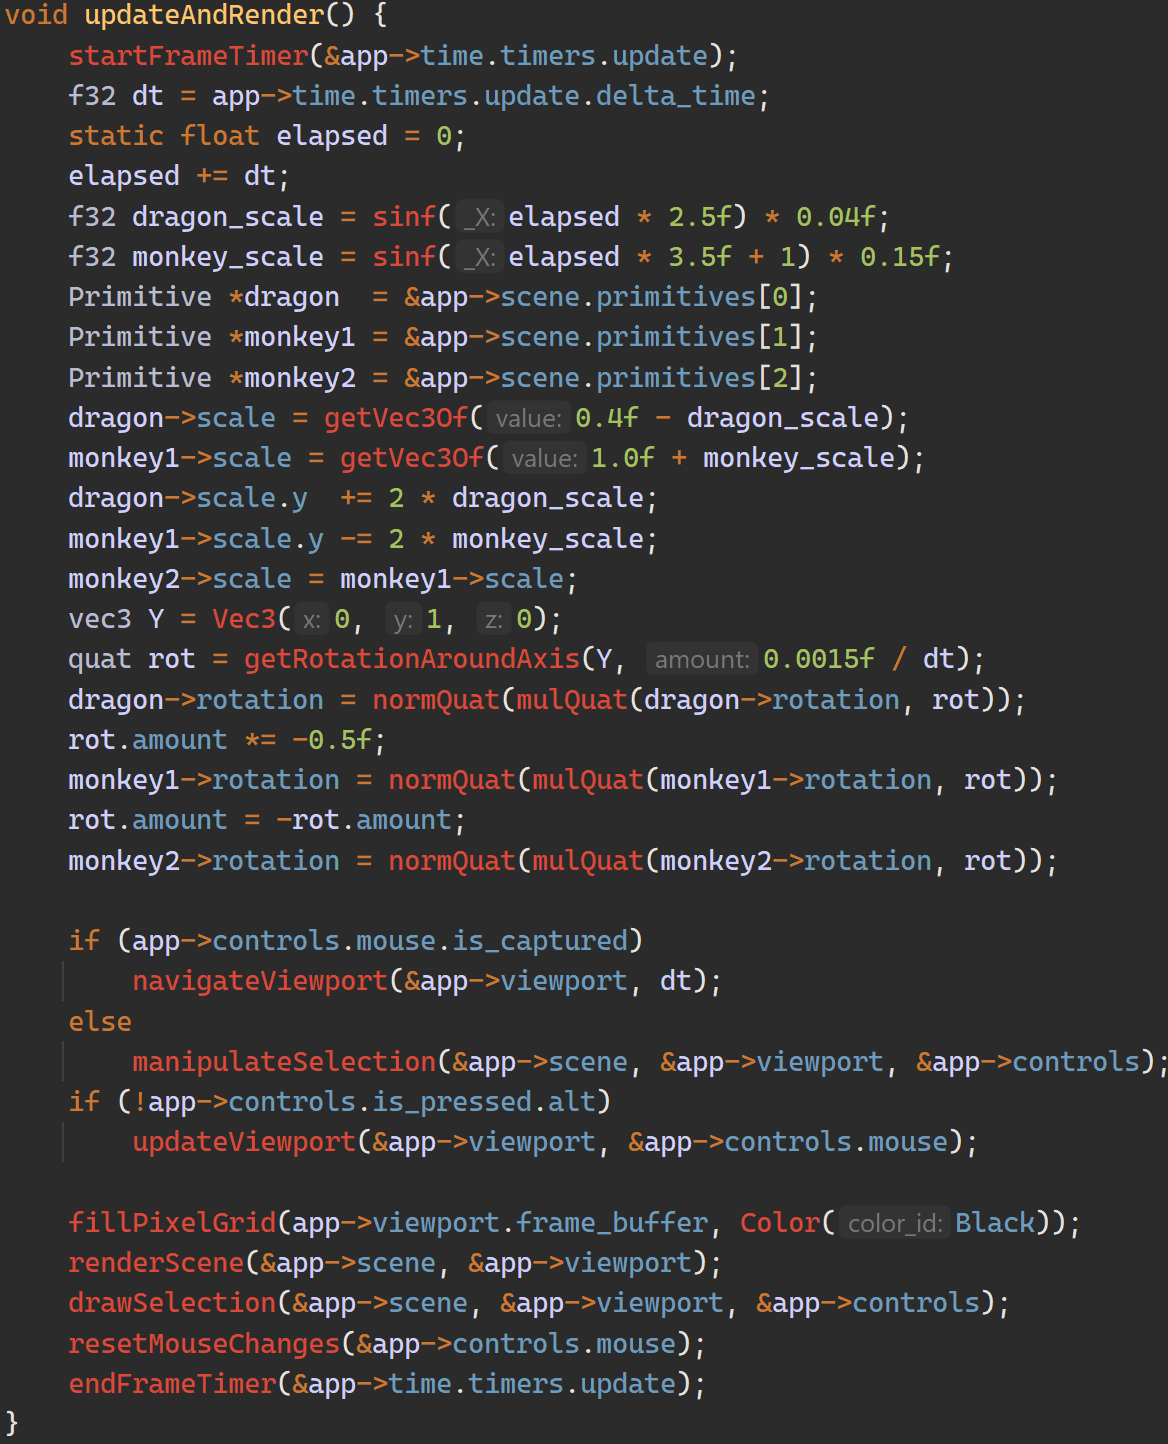 void updateAndRender() {
    startFrameTimer(&app->time.timers.update);
    f32 dt = app->time.timers.update.delta_time;
    static float elapsed = 0;
    elapsed += dt;
    f32 dragon_scale = sinf( _X: elapsed * 2.5f) * 0.04f;
    f32 monkey_scale = sinf( _X: elapsed * 3.5f + 1) * 0.15f;
    Primitive *dragon  = &app->scene.primitives[0];
    Primitive *monkey1 = &app->scene.primitives[1];
    Primitive *monkey2 = &app->scene.primitives[2];
    dragon->scale = getVec3Of( value: 0.4f - dragon_scale);
    monkey1->scale = getVec3Of( value: 1.0f + monkey_scale);
    dragon->scale.y  += 2 * dragon_scale;
    monkey1->scale.y -= 2 * monkey_scale;
    monkey2->scale = monkey1->scale;
    vec3 Y = Vec3( x: 0,  y: 1,  z: 0);
    quat rot = getRotationAroundAxis(Y,  amount: 0.0015f / dt);
    dragon->rotation = normQuat(mulQuat(dragon->rotation, rot));
    rot.amount *= -0.5f;
    monkey1->rotation = normQuat(mulQuat(monkey1->rotation, rot));
    rot.amount = -rot.amount;
    monkey2->rotation = normQuat(mulQuat(monkey2->rotation, rot));

    if (app->controls.mouse.is_captured)
        navigateViewport(&app->viewport, dt);
    else
        manipulateSelection(&app->scene, &app->viewport, &app->controls);
    if (!app->controls.is_pressed.alt)
        updateViewport(&app->viewport, &app->controls.mouse);

    fillPixelGrid(app->viewport.frame_buffer, Color( color_id: Black));
    renderScene(&app->scene, &app->viewport);
    drawSelection(&app->scene, &app->viewport, &app->controls);
    resetMouseChanges(&app->controls.mouse);
    endFrameTimer(&app->time.timers.update);
}